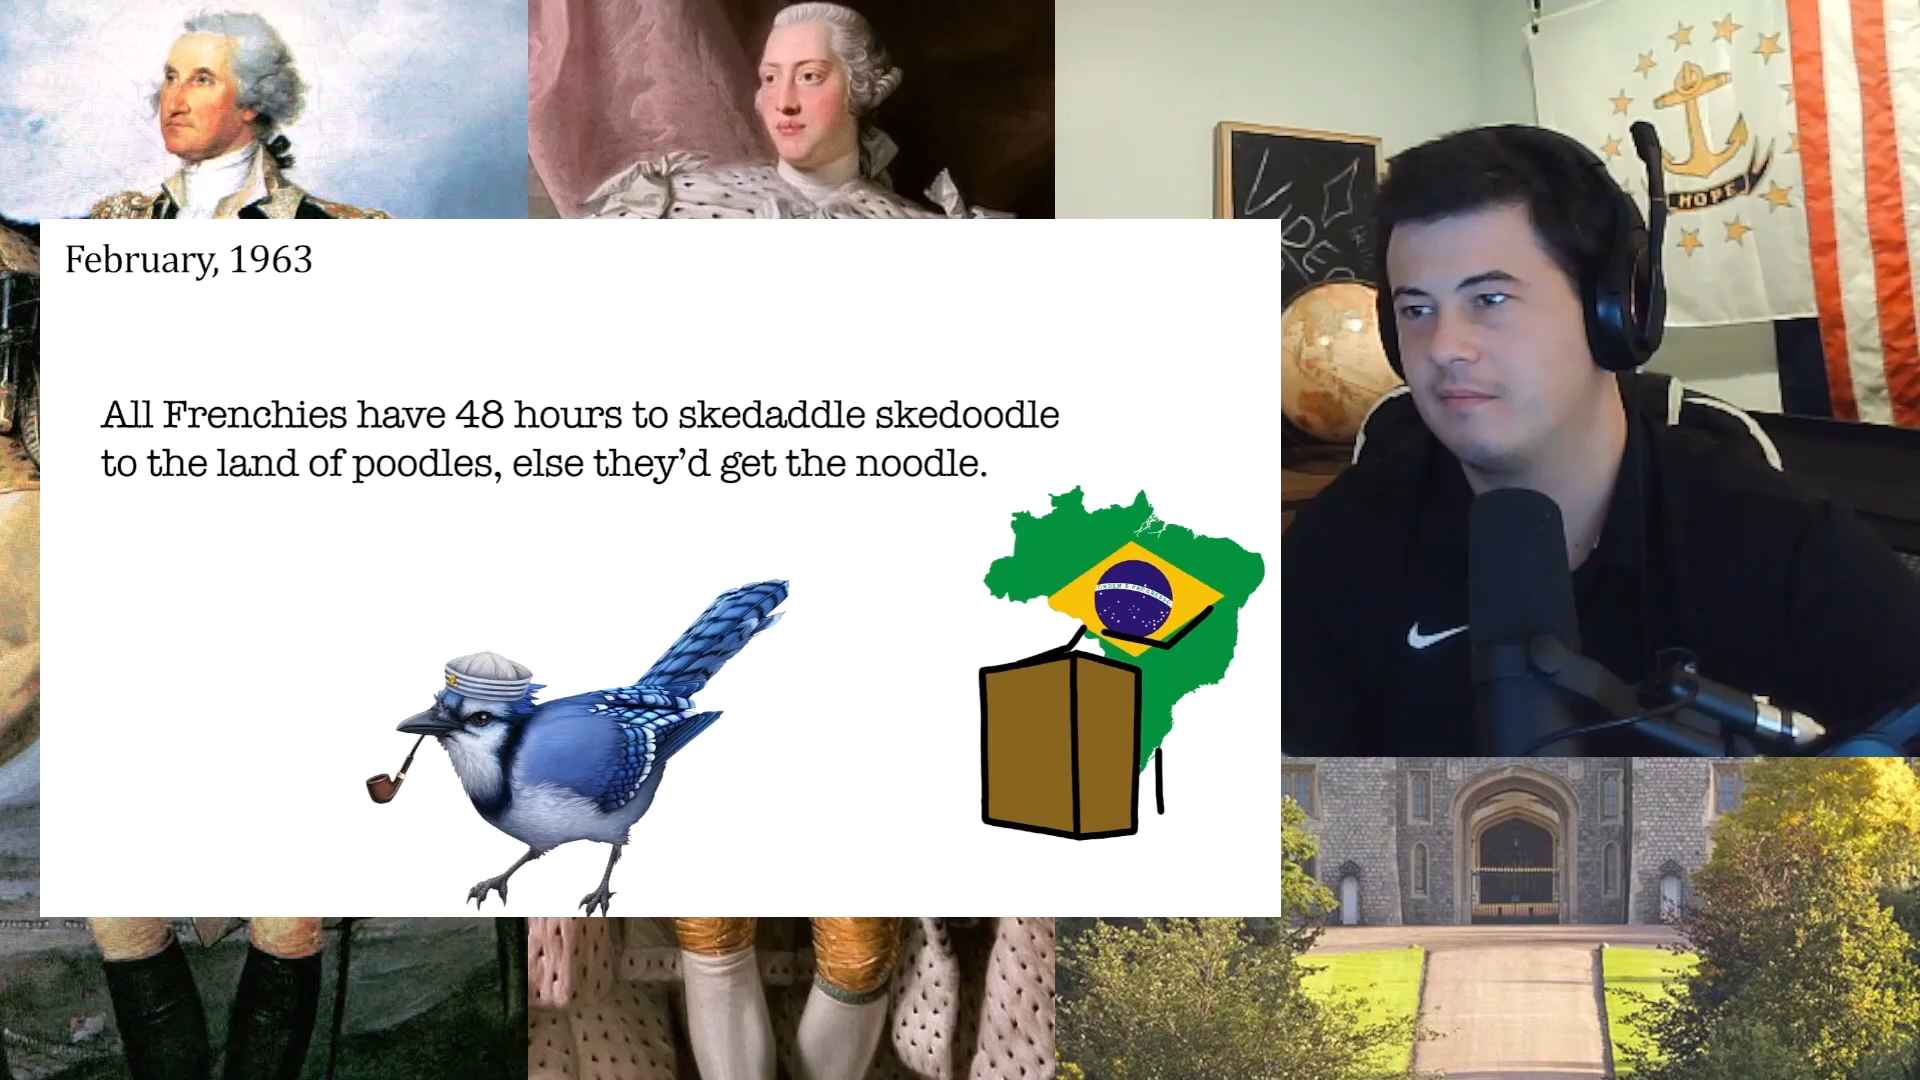 February, 1963
All Frenchies have 48 hours to skedaddle skedoodle
to the land of poodles, else they’d get the noodle.
HOPE